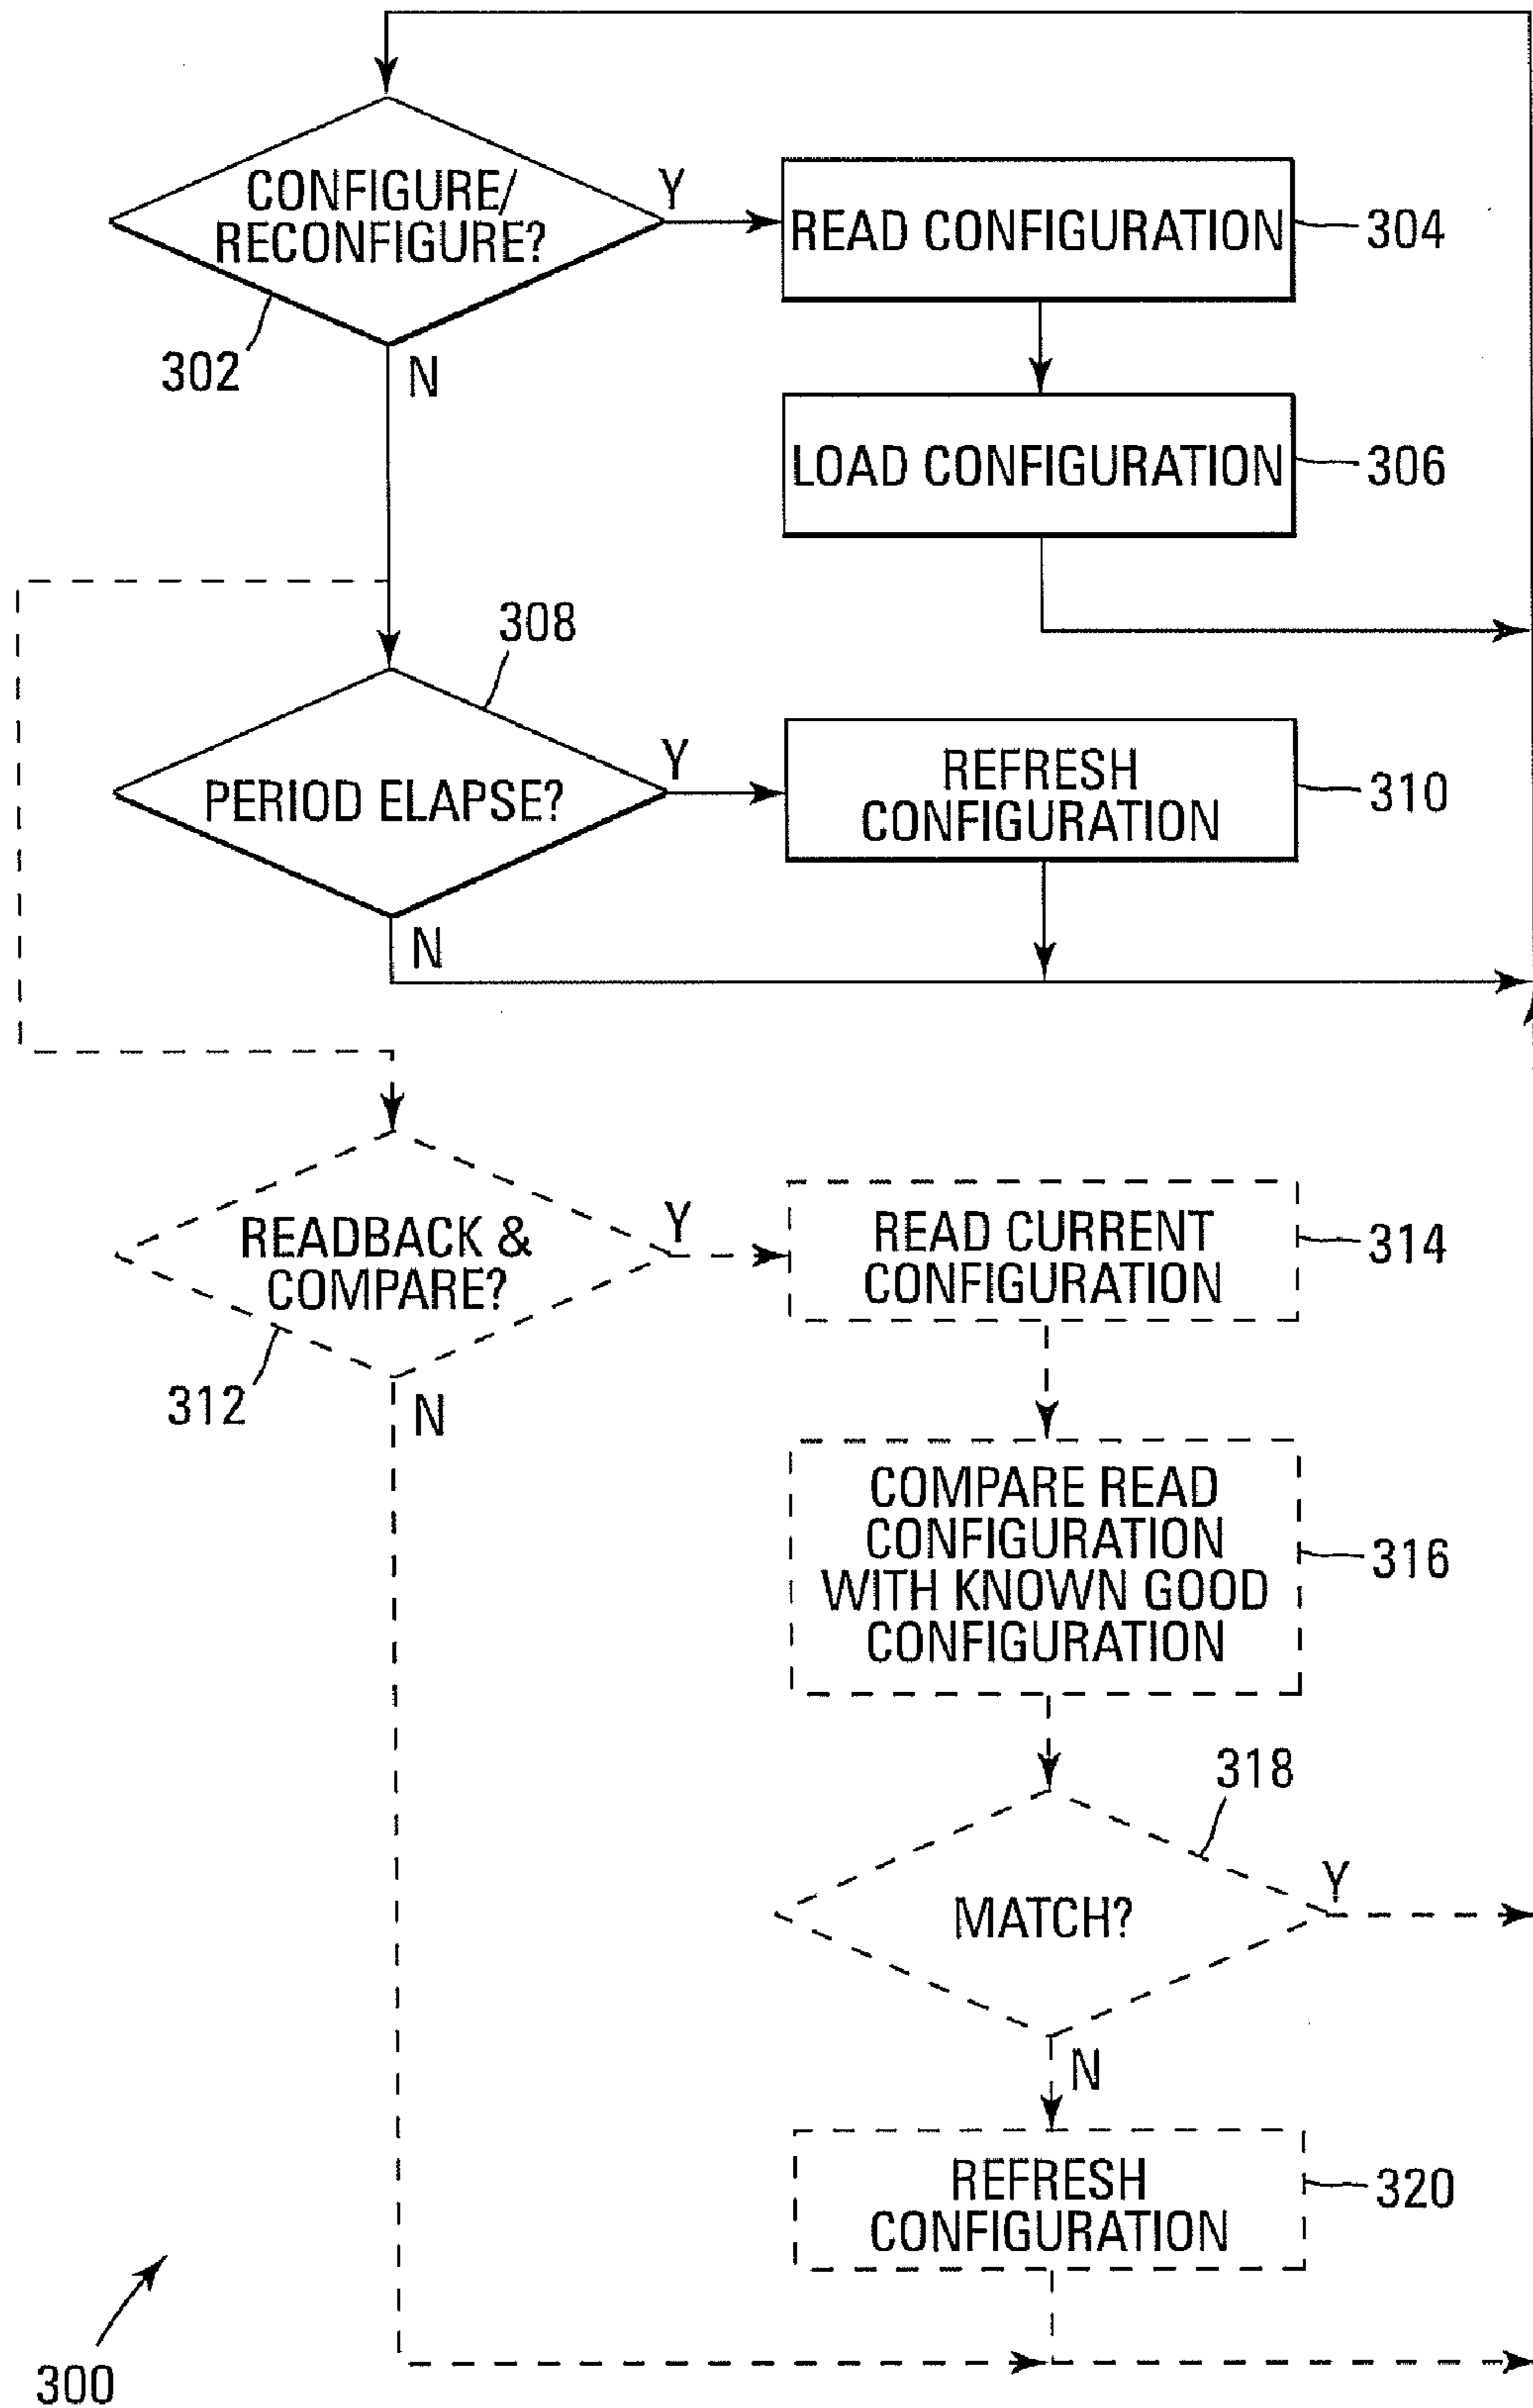 CONFIGURE/
RECONFIGURE?
Y
READ CONFIGURATION
304
302
N
LOAD CONFIGURATION
306
308
PERIOD ELAPSE?
Y
REFRESH
CONFIGURATION
310
N
READBACK &
COMPARE?
Y
READ CURRENT
CONFIGURATION
314
312
N
COMPARE READ
CONFIGURATION
WITH KNOWN GOOD
CONFIGURATION
316
318
MATCH?
Y
N
REFRESH
CONFIGURATION
320
300